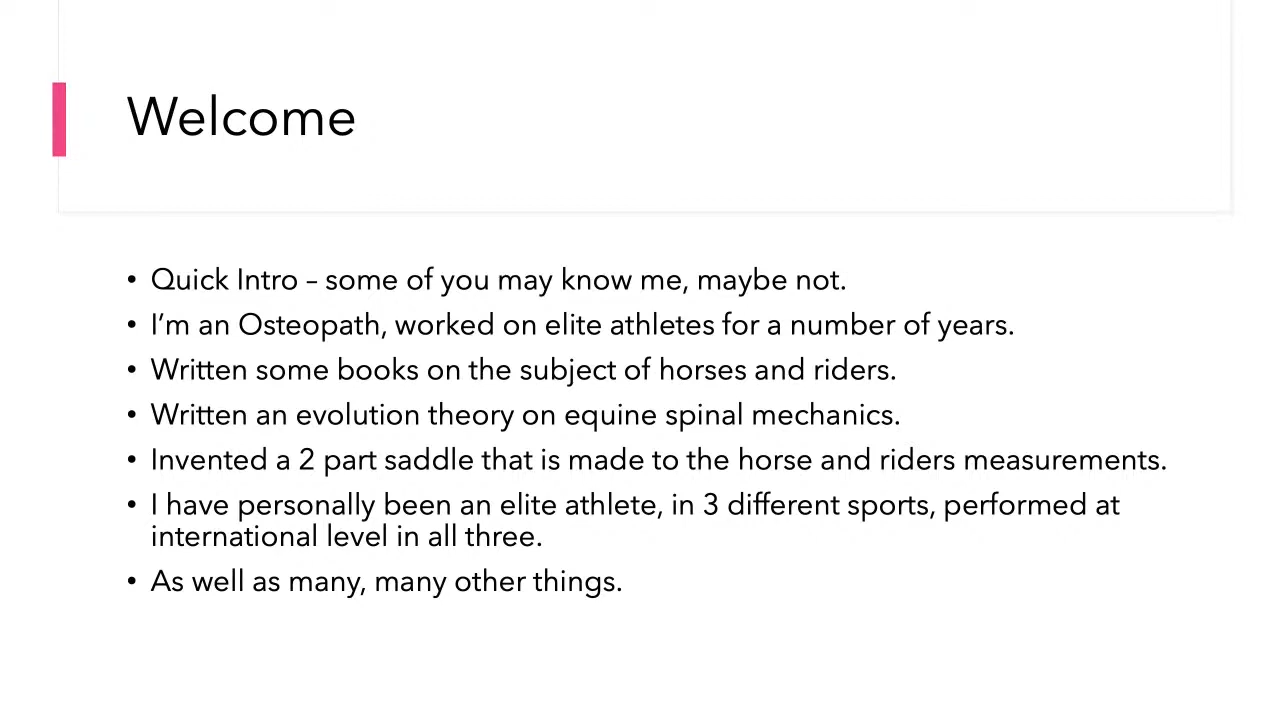 Welcome
• Quick Intro – some of you may know me, maybe not.
• I’m an Osteopath, worked on elite athletes for a number of years.
• Written some books on the subject of horses and riders.
• Written an evolution theory on equine spinal mechanics.
• Invented a 2 part saddle that is made to the horse and riders measurements.
• I have personally been an elite athlete, in 3 different sports, performed at
international level in all three.
• As well as many, many other things.